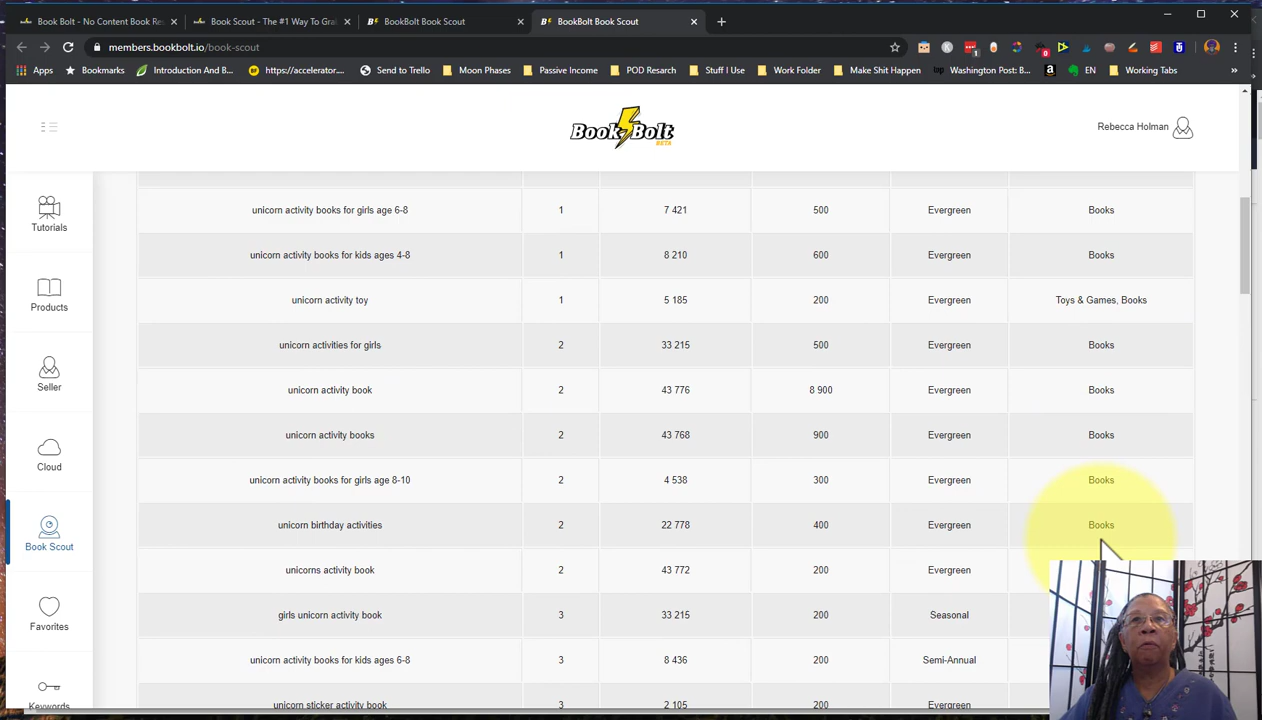 Book Bolt - No Content Book Res
Book Scout - The #1 Way To Gra
BookBolt Book Scout
BookBolt Book Scout
members.bookbolt.io/book-scout
Apps
Bookmarks
Introduction And B...
https://accelerator....
Send to Trello
Moon Phases
Passive Income
POD Resarch
Stuff I Use
Work Folder
Make Shit Happen
Washington Post: B...
EN
Working Tabs
Book Bolt
BETA
Rebecca Holman
Tutorials
Products
Seller
Cloud
Book Scout
Favorites
Keywords
unicorn activity books for girls age 6-8 1 7 421 500 Evergreen Books
unicorn activity books for kids ages 4-8 1 8 210 600 Evergreen Books
unicorn activity toy 1 5 185 200 Evergreen Toys & Games, Books
unicorn activities for girls 2 33 215 500 Evergreen Books
unicorn activity book 2 43 776 8 900 Evergreen Books
unicorn activity books 2 43 768 900 Evergreen Books
unicorn activity books for girls age 8-10 2 4 538 300 Evergreen Books
unicorn birthday activities 2 22 778 400 Evergreen Books
unicorns activity book 2 43 772 200 Evergreen
girls unicorn activity book 3 33 215 200 Seasonal
unicorn activity books for kids ages 6-8 3 8 436 200 Semi-Annual
unicorn sticker activity book 3 2 105 200 Evergreen